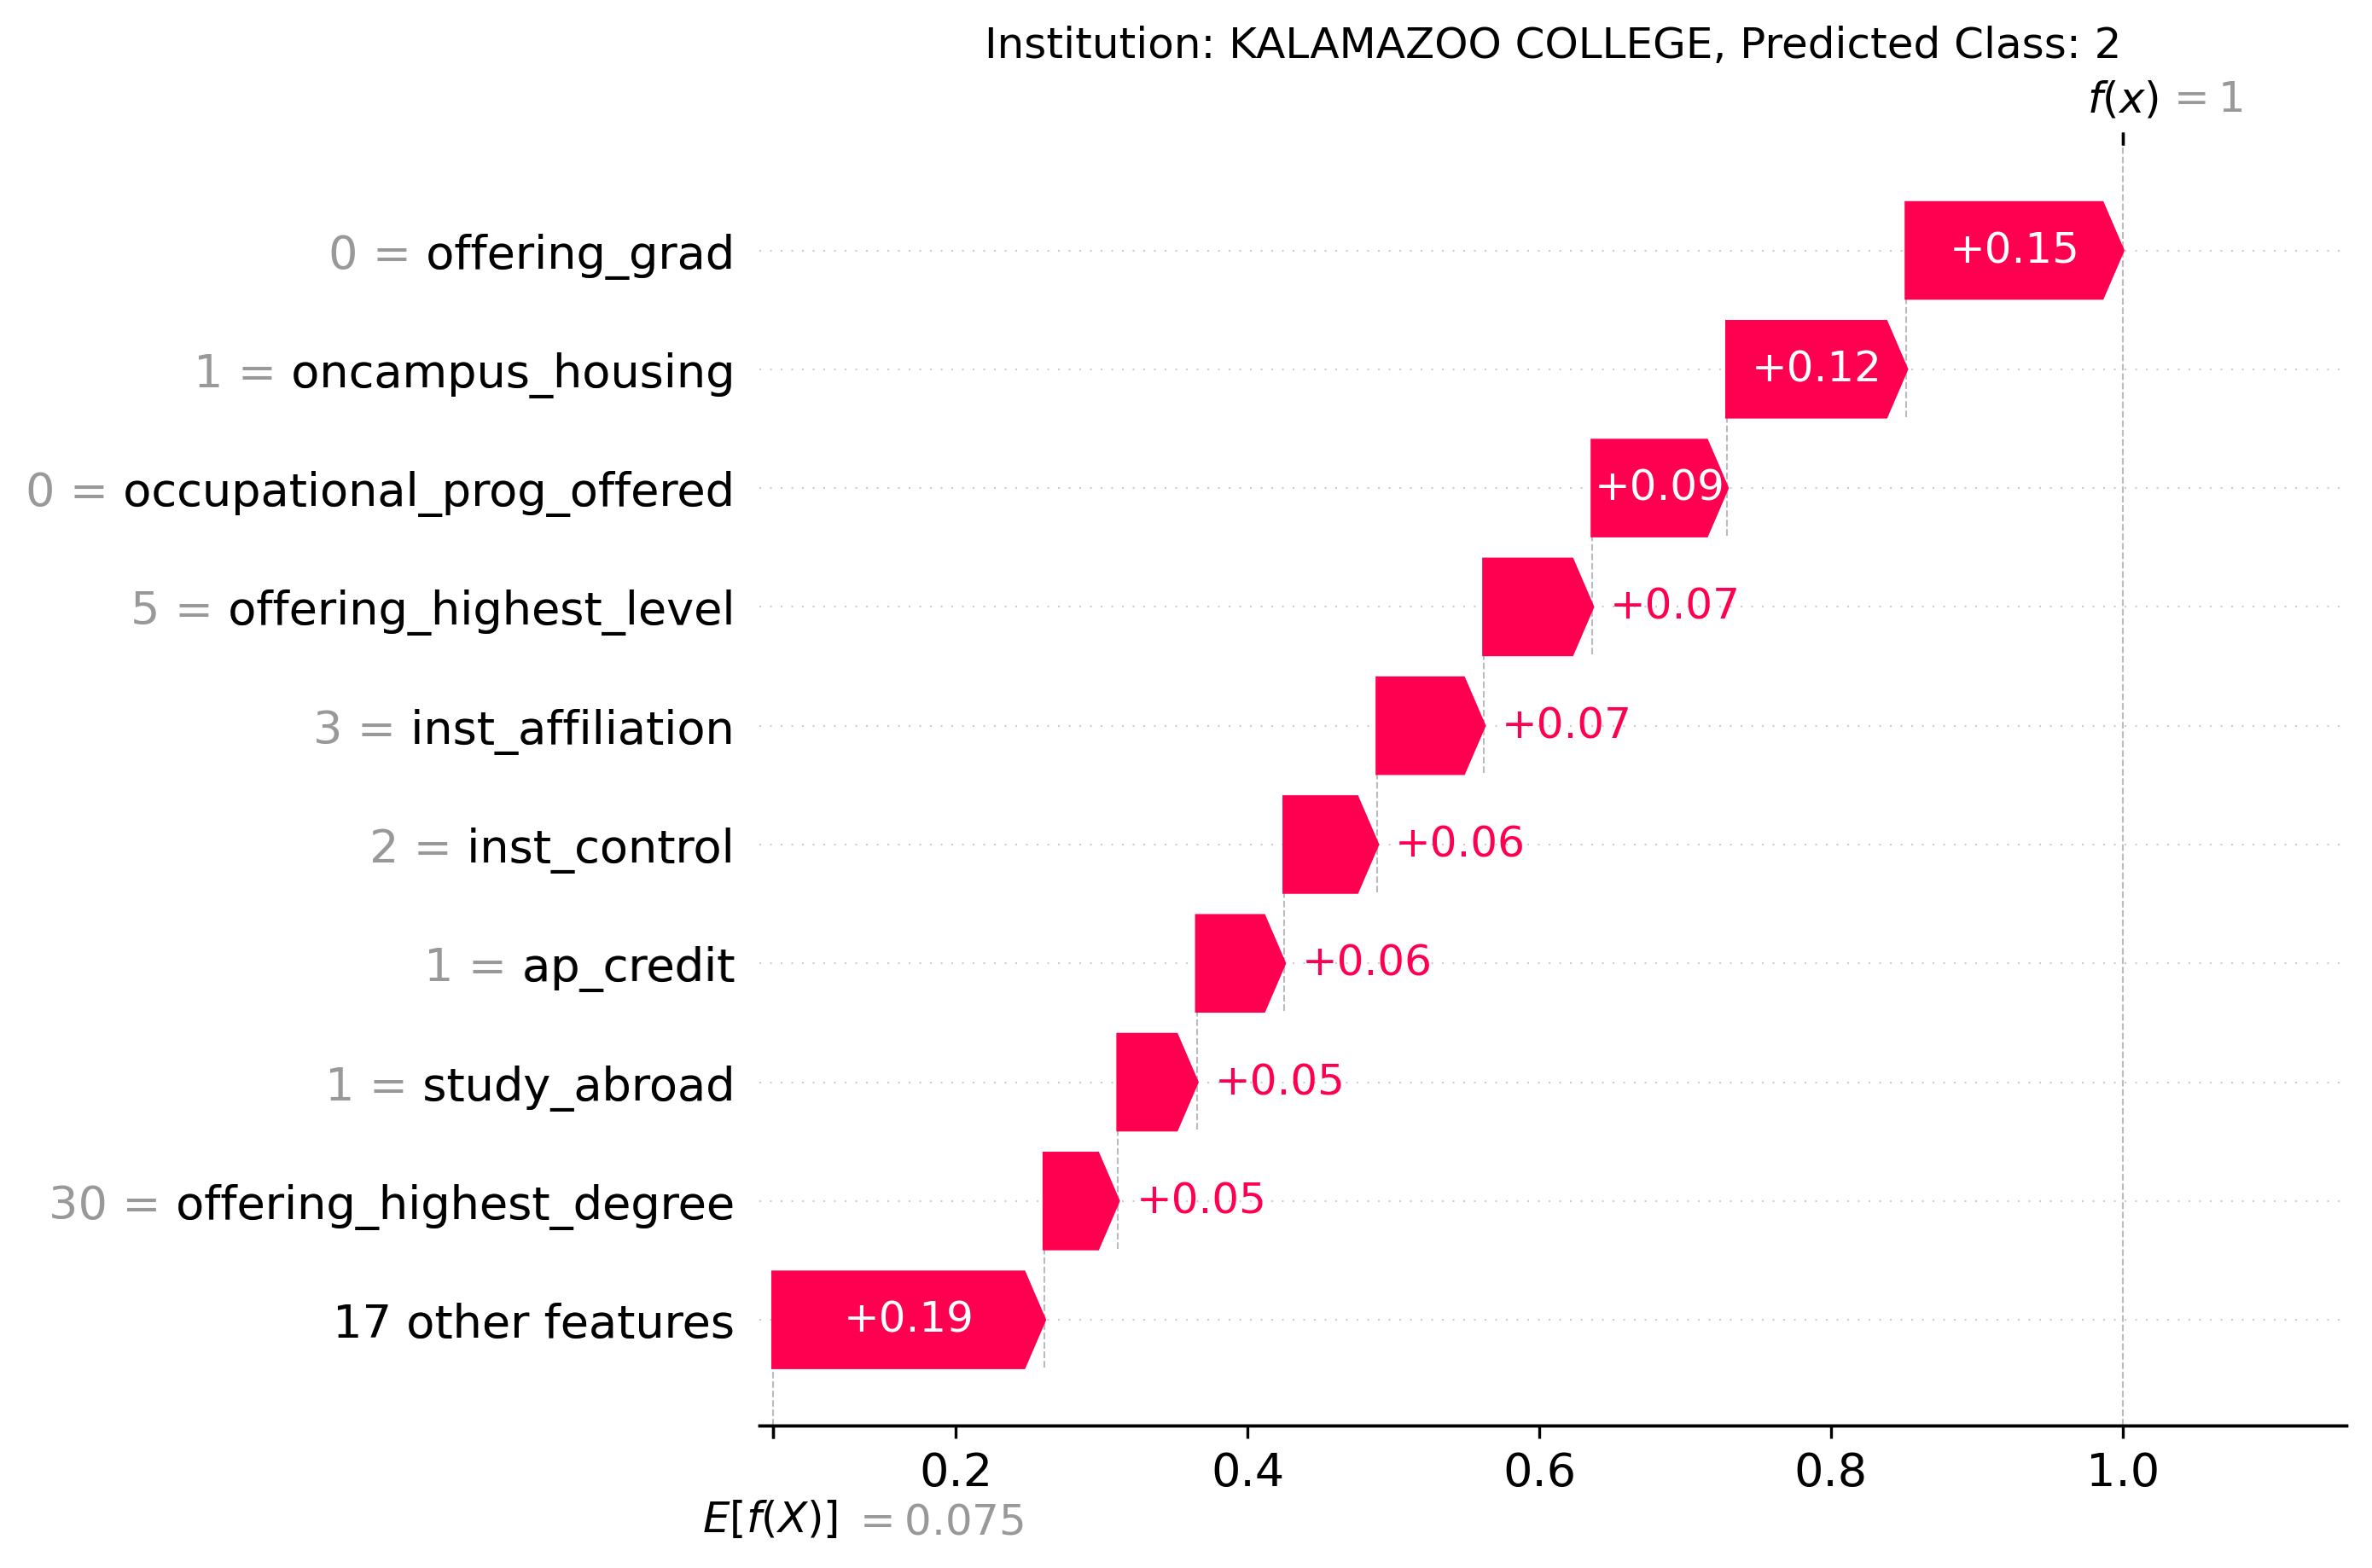 Institution: KALAMAZOO COLLEGE, Predicted Class: 2
f(x) = 1
0 = offering_grad +0.15
1 = oncampus_housing +0.12
0 = occupational_prog_offered +0.09
5 = offering_highest_level +0.07
3 = inst_affiliation +0.07
2 = inst_control +0.06
1 = ap_credit +0.06
1 = study_abroad +0.05
30 = offering_highest_degree +0.05
17 other features +0.19
0.2 0.4 0.6 0.8 1.0
E[f(X)] = 0.075